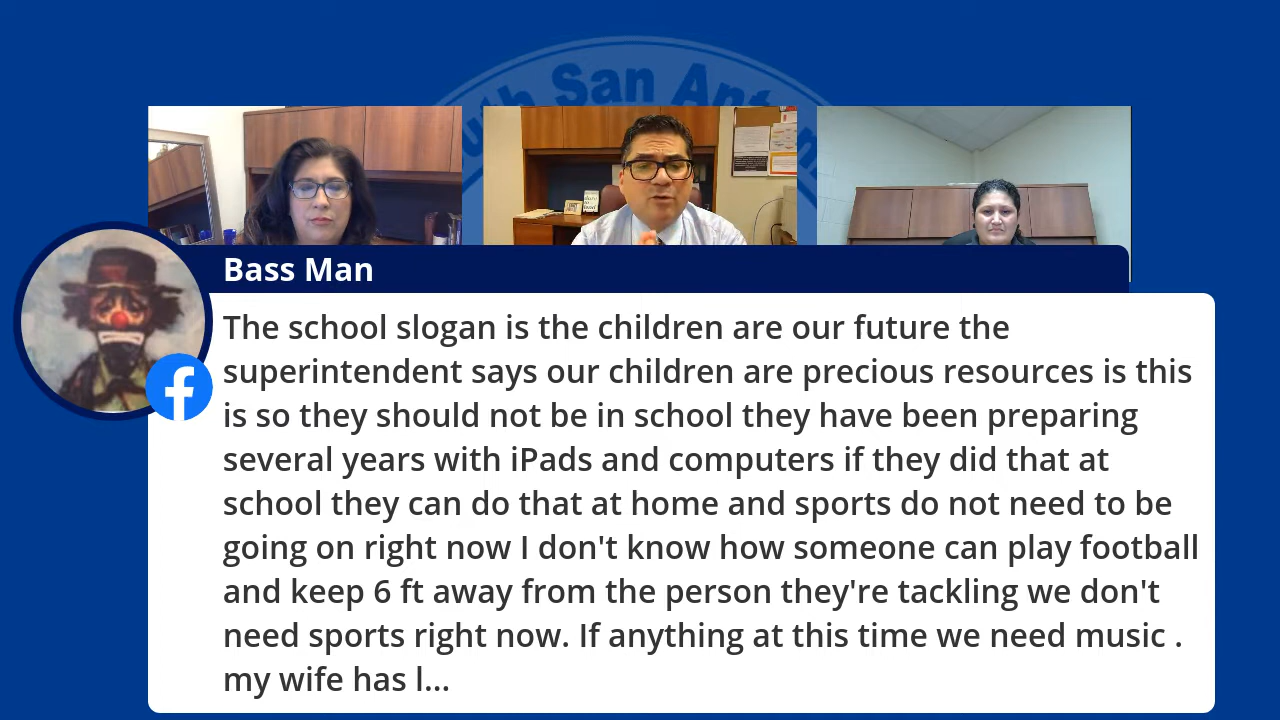 San Ant
Bass Man
The school slogan is the children are our future the
superintendent says our children are precious resources is this
is so they should not be in school they have been preparing
several years with iPads and computers if they did that at
school they can do that at home and sports do not need to be
going on right now I don't know how someone can play football
and keep 6 ft away from the person they're tackling we don't
need sports right now. If anything at this time we need music .
my wife has l...